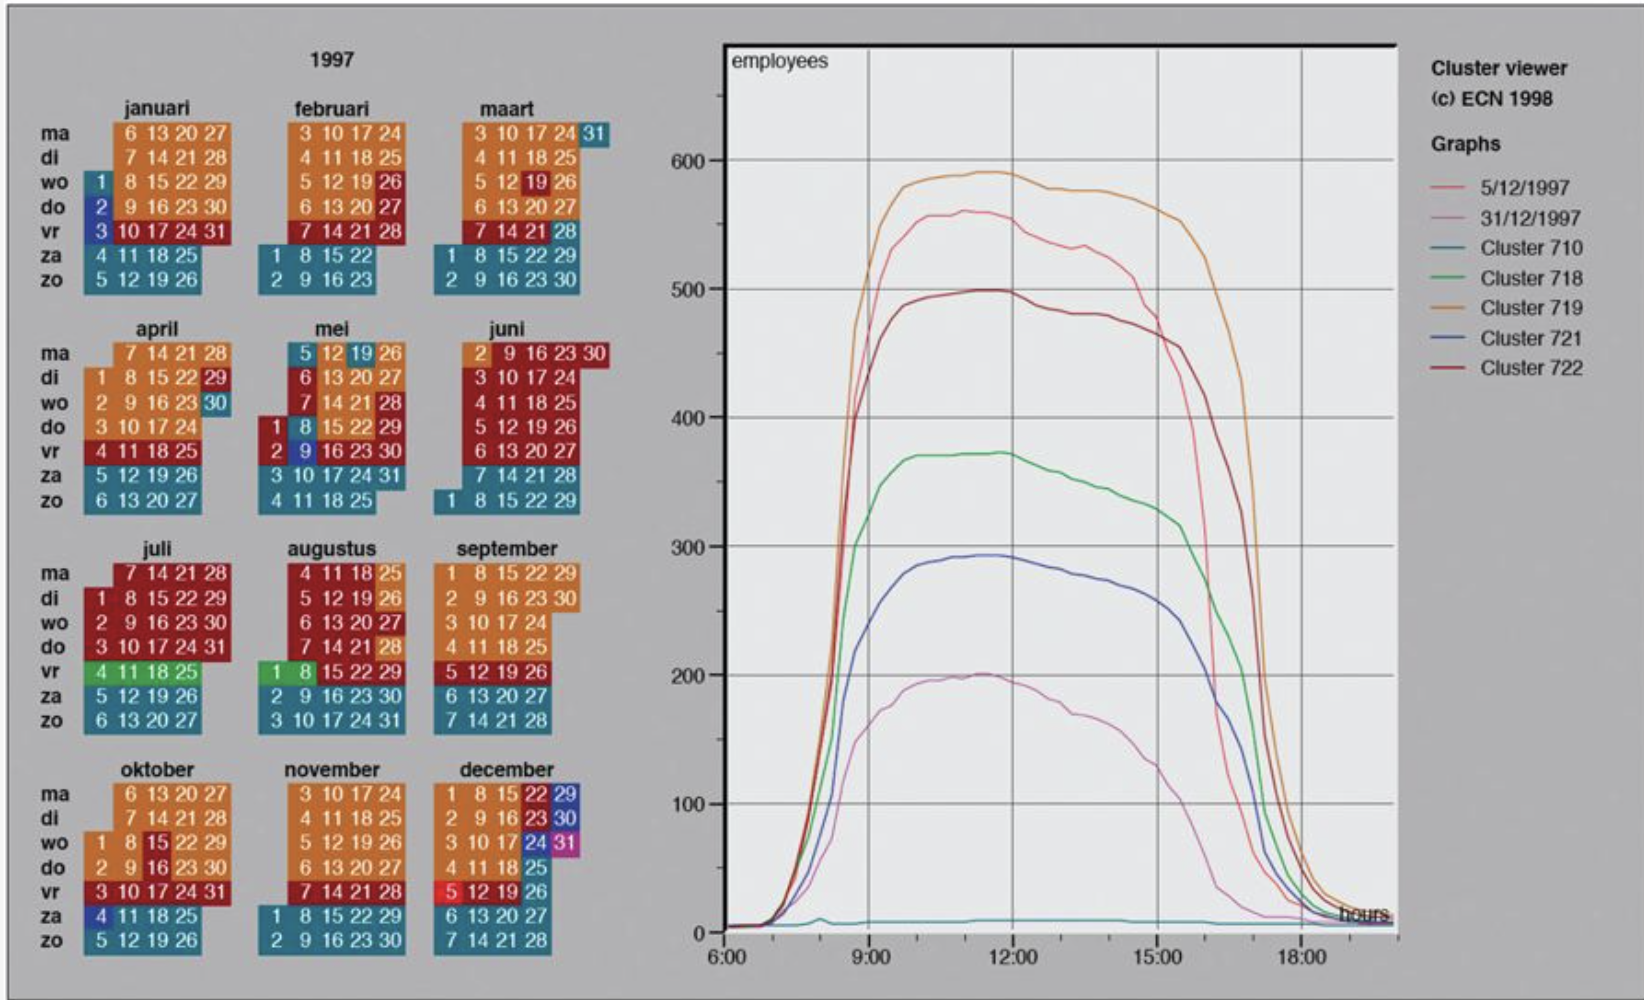 1997
januari februari maart
ma 6 13 20 27 3 10 17 24 3 10 17 24 31
di 7 14 21 28 4 11 18 25 4 11 18 25
wo 1 8 15 22 29 5 12 19 26 5 12 19 26
do 2 9 16 23 30 6 13 20 27 6 13 20 27
vr 3 10 17 24 31 7 14 21 28 7 14 21 28
za 4 11 18 25 1 8 15 22 1 8 15 22 29
zo 5 12 19 26 2 9 16 23 2 9 16 23 30
april mei juni
ma 7 14 21 28 5 12 19 26 2 9 16 23 30
di 1 8 15 22 29 6 13 20 27 3 10 17 24
wo 2 9 16 23 30 7 14 21 28 4 11 18 25
do 3 10 17 24 1 8 15 22 29 5 12 19 26
vr 4 11 18 25 2 9 16 23 30 6 13 20 27
za 5 12 19 26 3 10 17 24 31 7 14 21 28
zo 6 13 20 27 4 11 18 25 1 8 15 22 29
juli augustus september
ma 7 14 21 28 4 11 18 25 1 8 15 22 29
di 1 8 15 22 29 5 12 19 26 2 9 16 23 30
wo 2 9 16 23 30 6 13 20 27 3 10 17 24
do 3 10 17 24 31 7 14 21 28 4 11 18 25
vr 4 11 18 25 1 8 15 22 29 5 12 19 26
za 5 12 19 26 2 9 16 23 30 6 13 20 27
zo 6 13 20 27 3 10 17 24 31 7 14 21 28
oktober november december
ma 6 13 20 27 3 10 17 24 1 8 15 22 29
di 7 14 21 28 4 11 18 25 2 9 16 23 30
wo 1 8 15 22 29 5 12 19 26 3 10 17 24 31
do 2 9 16 23 30 6 13 20 27 4 11 18 25
vr 3 10 17 24 31 7 14 21 28 5 12 19 26
za 4 11 18 25 1 8 15 22 29 6 13 20 27
zo 5 12 19 26 2 9 16 23 30 7 14 21 28
employees
600
500
400
300
200
100
0
hours
6:00 9:00 12:00 15:00 18:00
Cluster viewer
(c) ECN 1998
Graphs
5/12/1997
31/12/1997
Cluster 710
Cluster 718
Cluster 719
Cluster 721
Cluster 722